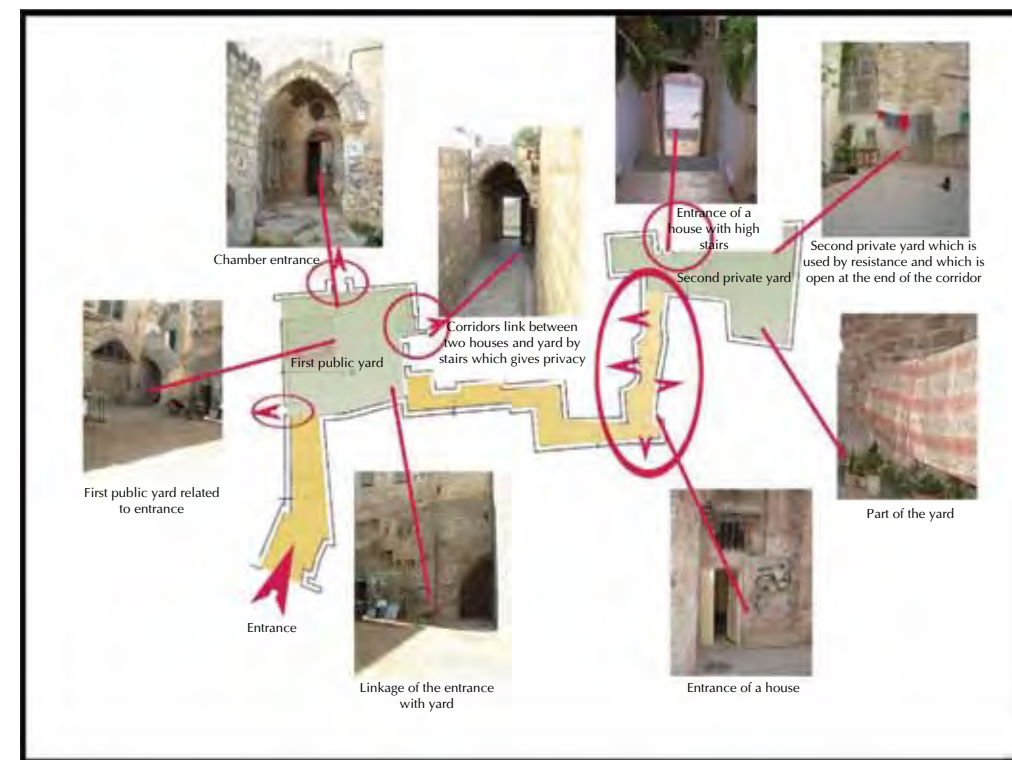 Chamber entrance
Entrance of a
house with high
stairs
Second private yard which is
used by resistance and which is
open at the end of the corridor
Second private yard
Corridors link between
two houses and yard by
stairs which gives privacy
First public yard
First public yard related
to entrance
Part of the yard
Entrance
Linkage of the entrance
with yard
Entrance of a house